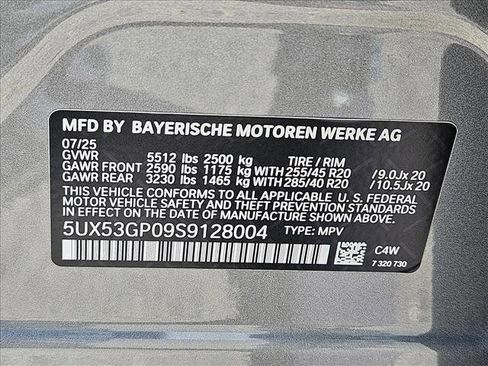 MFD BY BAYERISCHE MOTOREN WERKE AG
07/25
GVWR 5512 lbs 2500 kg TIRE / RIM
GAWR FRONT 2590 lbs 1175 kg WITH 255/45 R20 /9.0Jx 20
GAWR REAR 3230 lbs 1465 kg WITH 285/40 R20 /10.5Jx 20
THIS VEHICLE CONFORMS TO ALL APPLICABLE U. S. FEDERAL
MOTOR VEHICLE SAFETY AND THEFT PREVENTION STANDARDS
IN EFFECT ON THE DATE OF MANUFACTURE SHOWN ABOVE.
5UX53GP09S9128004 TYPE: MPV
C4W
7 320 730